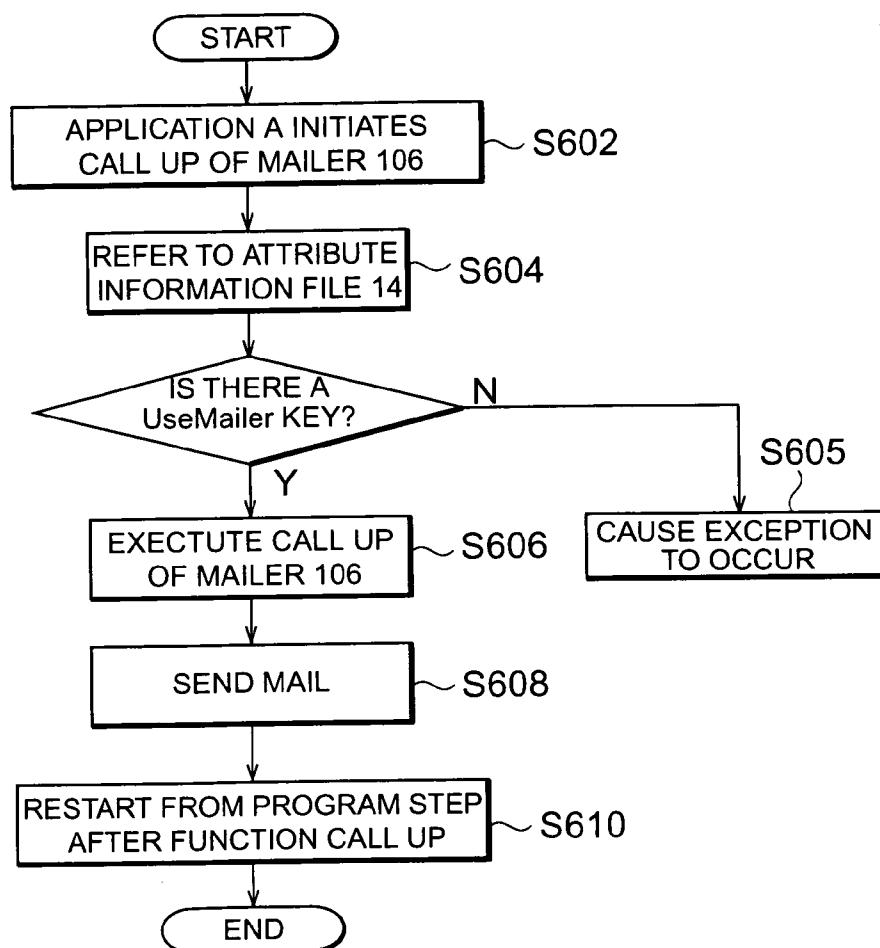 START
APPLICATION A INITIATES
CALL UP OF MAILER 106
S602
REFER TO ATTRIBUTE
INFORMATION FILE 14
S604
IS THERE A
UseMailer KEY?
N
Y
S605
CAUSE EXCEPTION
TO OCCUR
EXECTUTE CALL UP
OF MAILER 106
S606
SEND MAIL
S608
RESTART FROM PROGRAM STEP
AFTER FUNCTION CALL UP
S610
END